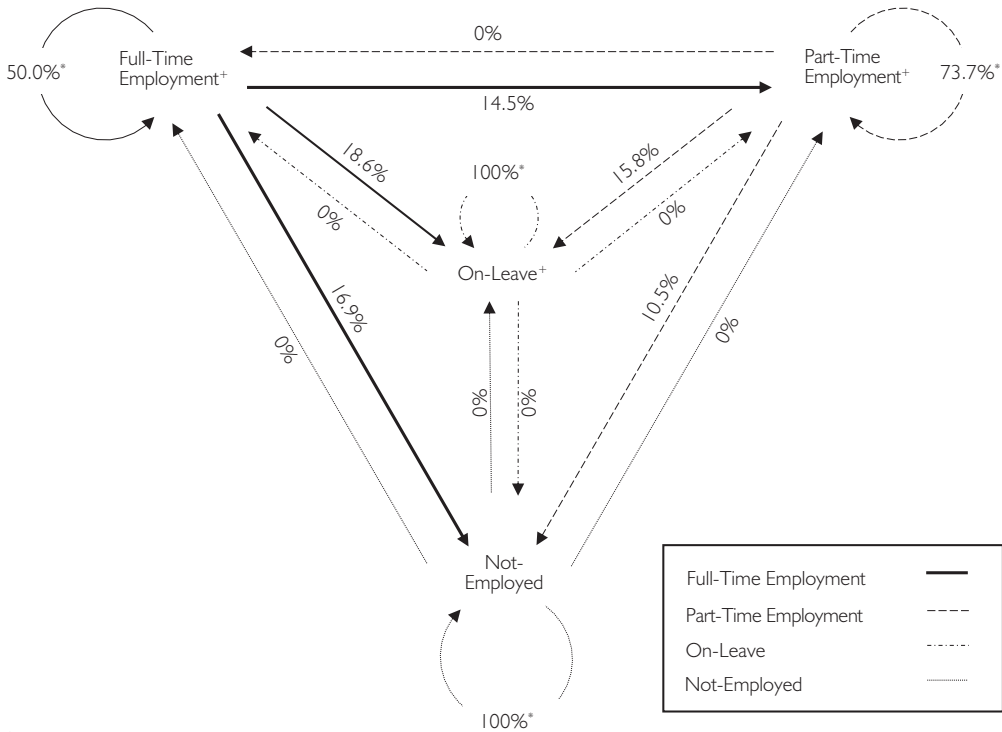 0%
Full-Time
Employment+
Part-Time
Employment+
50.0%*
73.7%*
14.5%
18.6%
15.8%
100%*
0%
0%
On-Leave+
16.9%
10.5%
0%
0%
0%
0%
Not-
Employed
100%*
Full-Time Employment
Part-Time Employment
On-Leave
Not-Employed